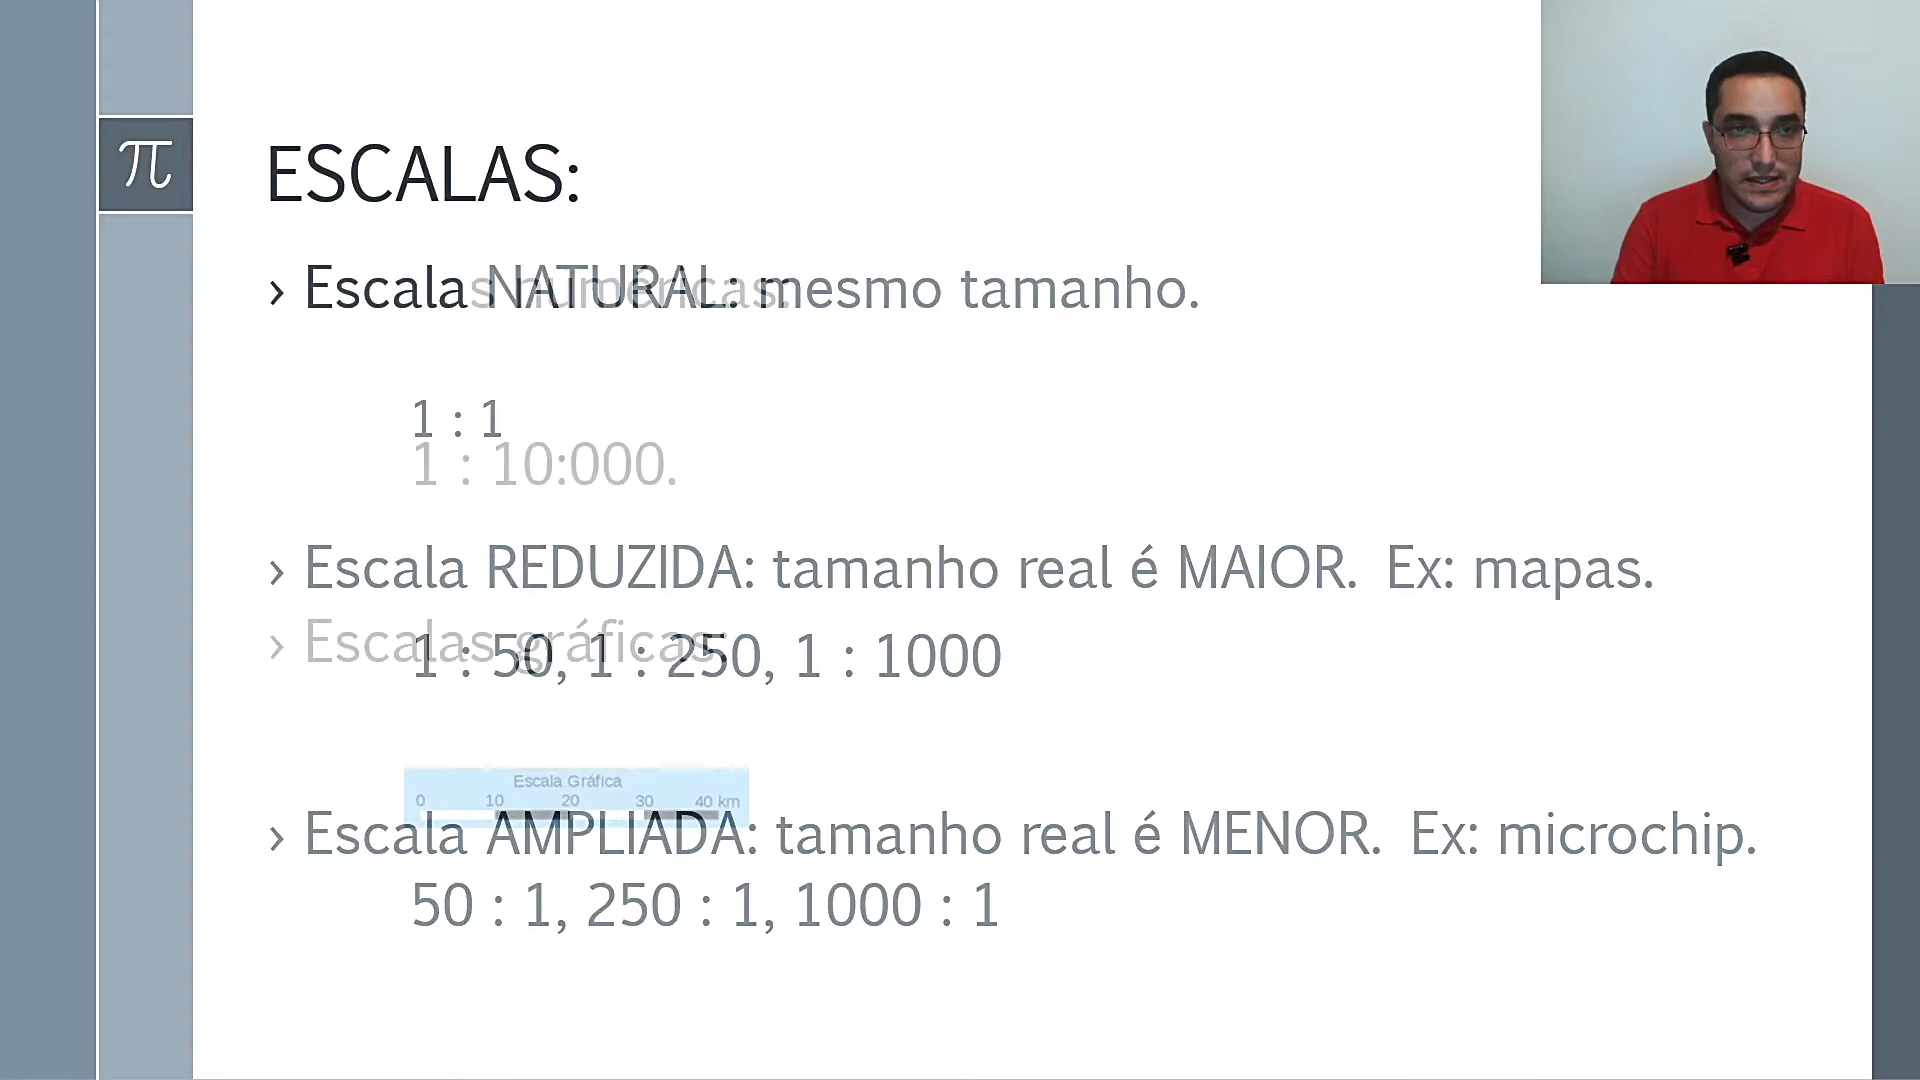 π
ESCALAS:
› Escala NATURAL: mesmo tamanho.
Escalas numéricas:
1 : 1
1 : 10:000.
› Escala REDUZIDA: tamanho real é MAIOR. Ex: mapas.
› Escalas gráficas:
1 : 50, 1 : 250, 1 : 1000
Escala Gráfica
0 10 20 30 40 km
› Escala AMPLIADA: tamanho real é MENOR. Ex: microchip.
50 : 1, 250 : 1, 1000 : 1